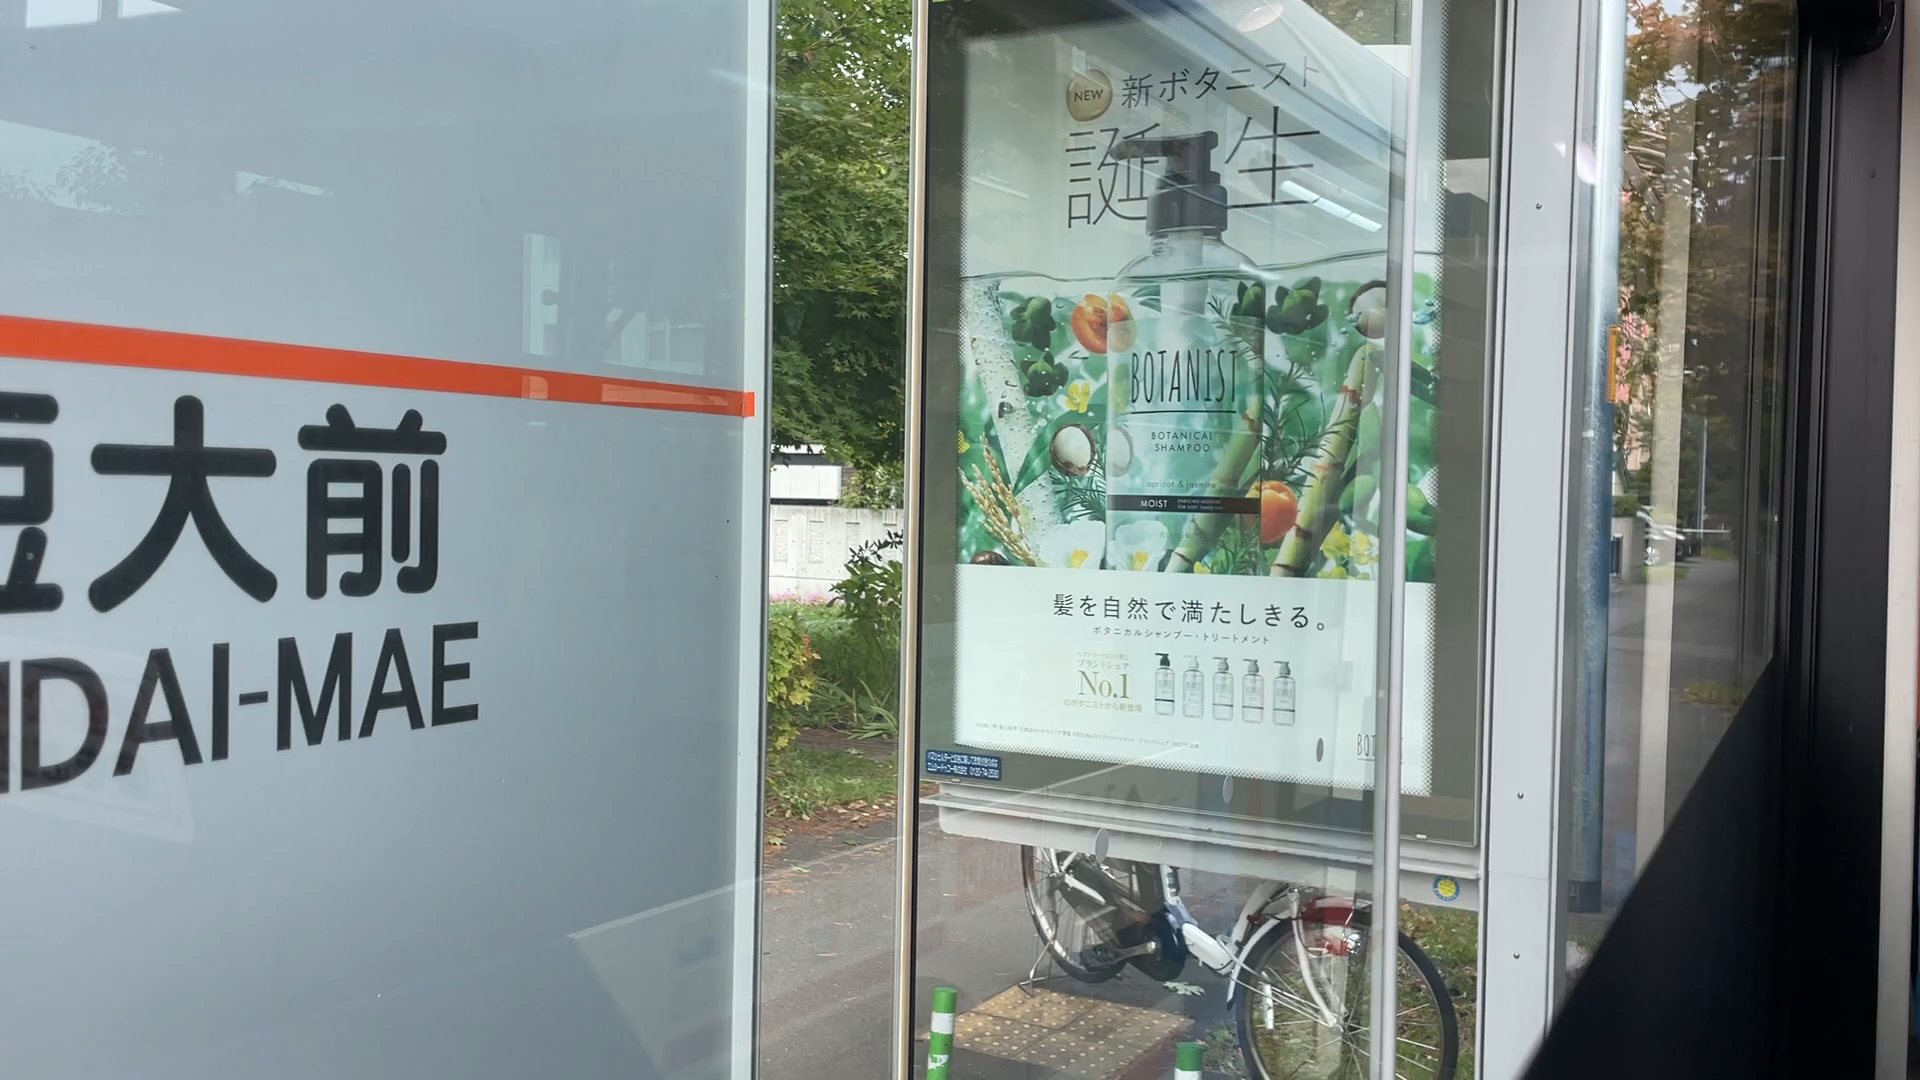 短大前
NDAI-MAE
NEW
新ボタニスト
誕生
BOTANIST
BOTANICAL
SHAMPOO
apricot & jasmine
MOIST
髪を自然で満たしきる。
ボタニカルシャンプー・トリートメント
ブランドシェア
No.1
のボタニストから新登場
BOT